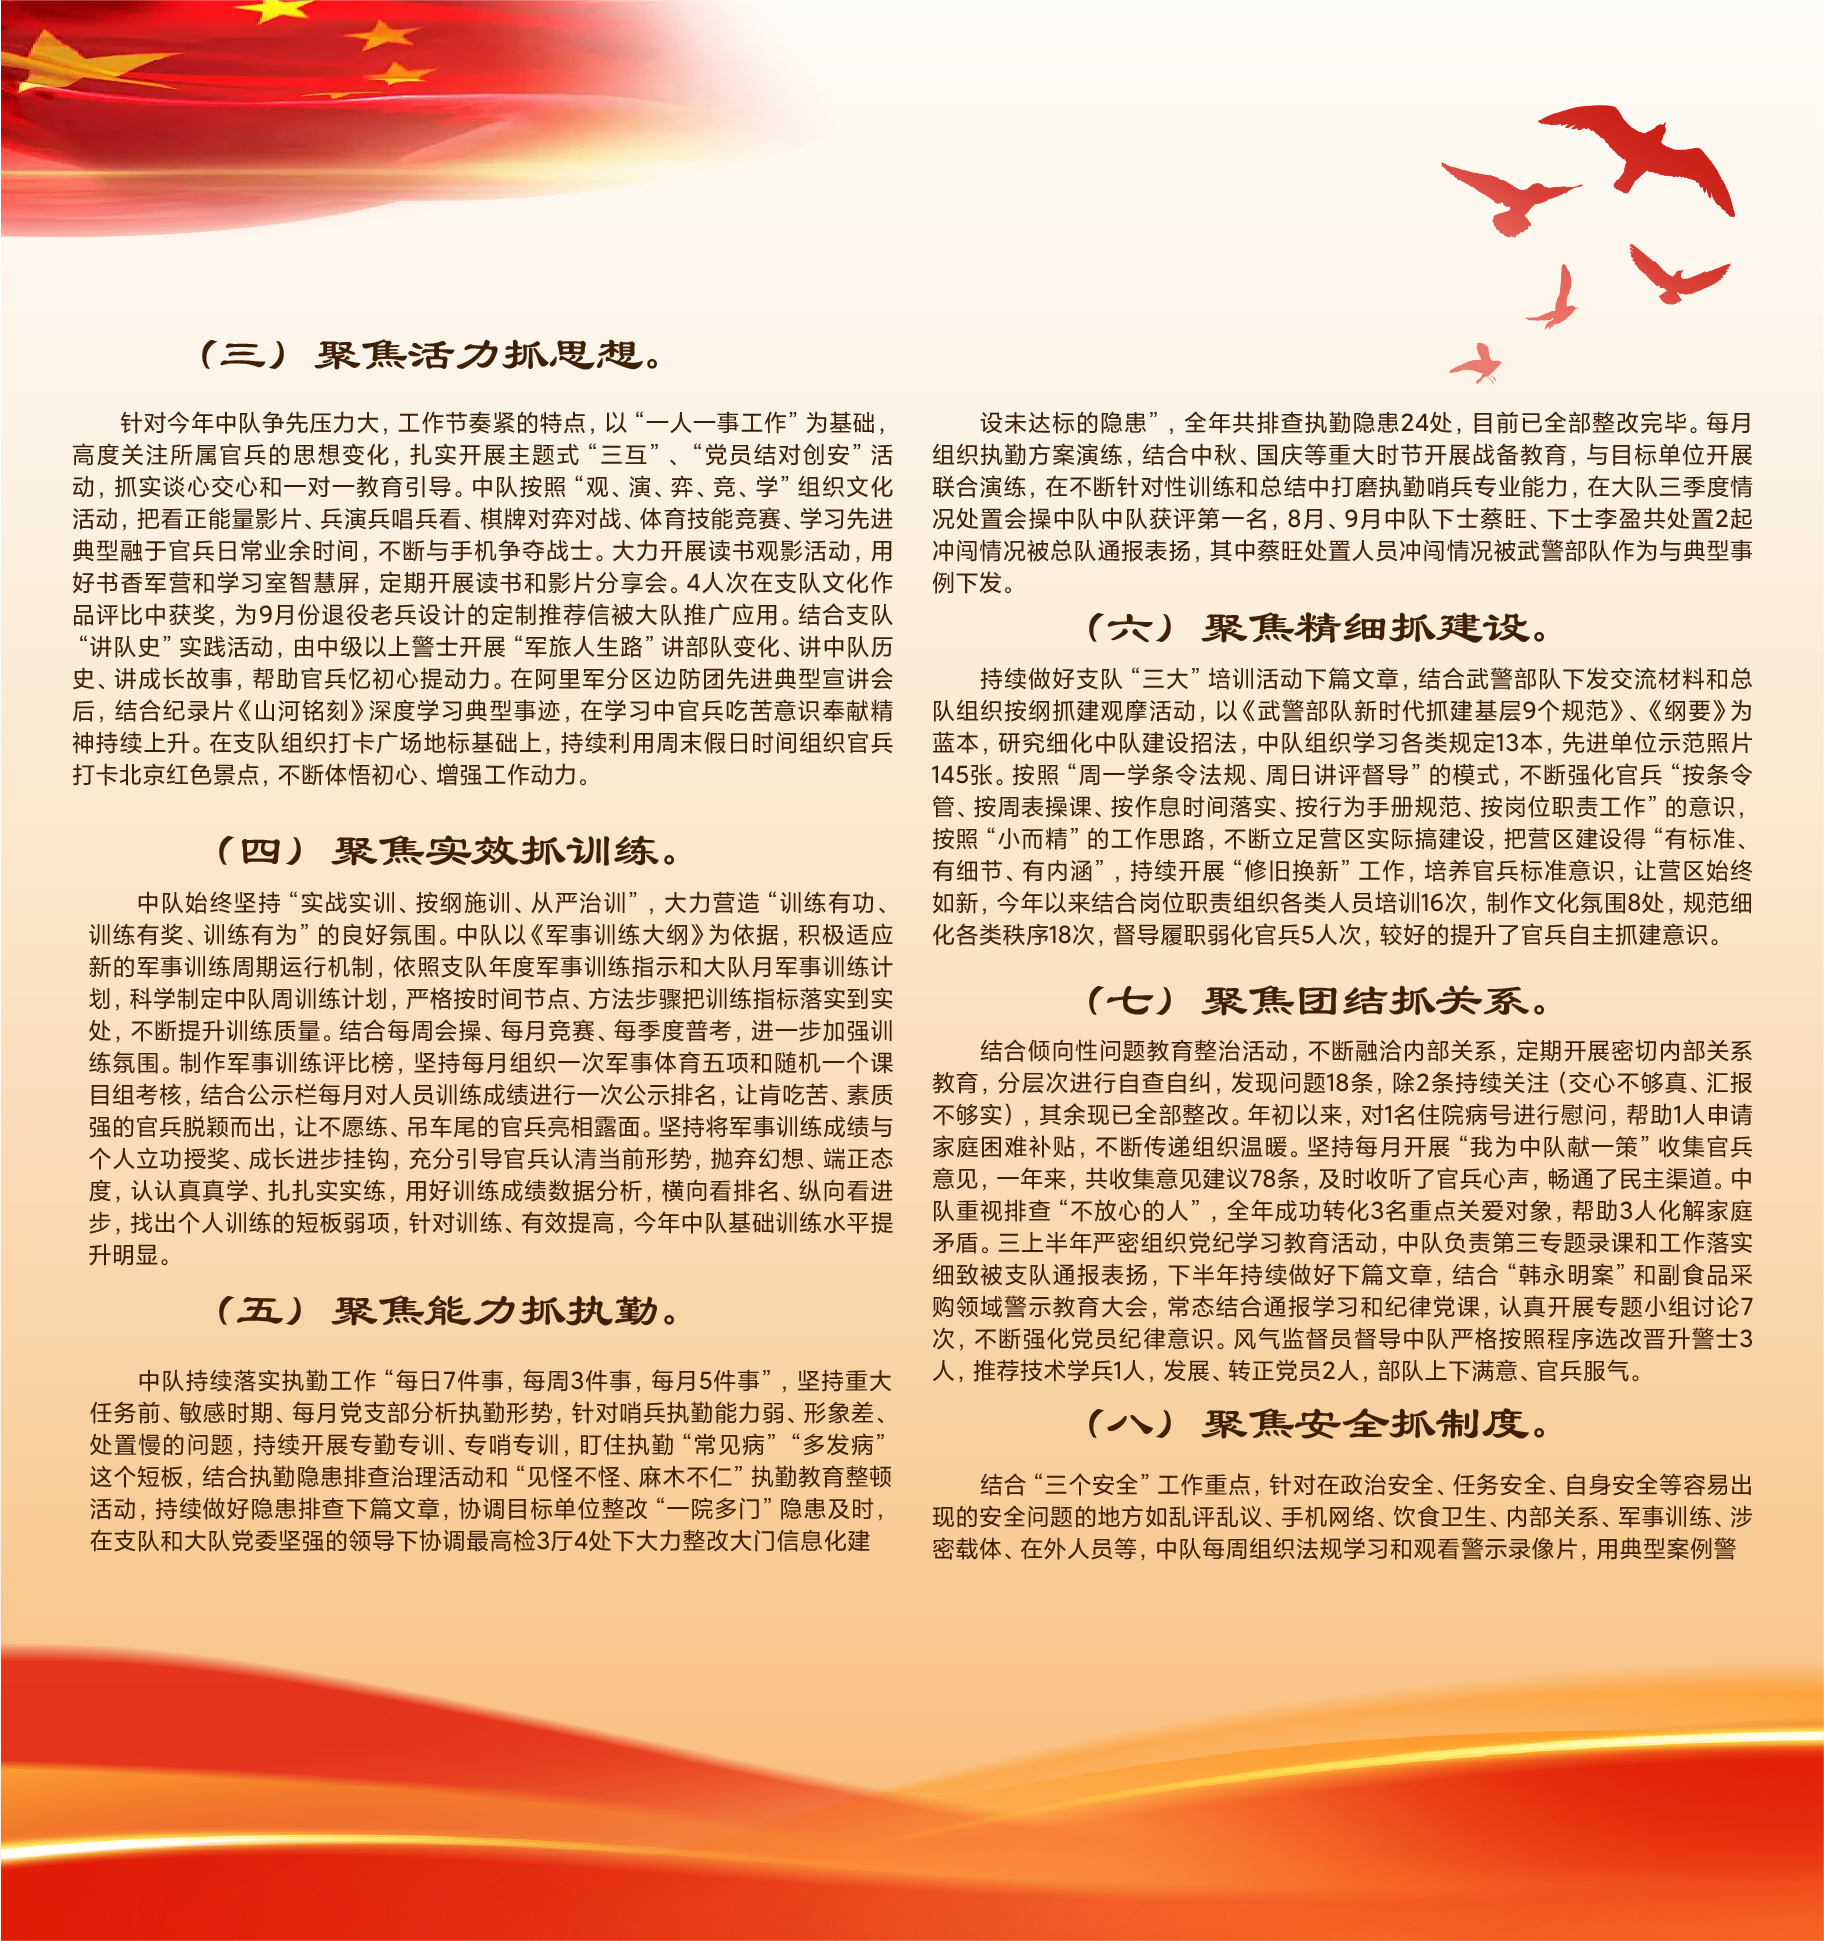 （三）聚焦活力抓思想。
针对今年中队争先压力大，工作节奏紧的特点，以“一人一事工作”为基础，
高度关注所属官兵的思想变化，扎实开展主题式“三互”、“党员结对创安”活
动，抓实谈心交心和一对一教育引导。中队按照“观、演、弈、竞、学”组织文化
活动，把看正能量影片、兵演兵唱兵看、棋牌对弈对战、体育技能竞赛、学习先进
典型融于官兵日常业余时间，不断与手机争夺战士。大力开展读书观影活动，用
好书香军营和学习室智慧屏，定期开展读书和影片分享会。4人次在支队文化作
品评比中获奖，为9月份退役老兵设计的定制推荐信被大队推广应用。结合支队
“讲队史”实践活动，由中级以上警士开展“军旅人生路”讲部队变化、讲中队历
史、讲成长故事，帮助官兵忆初心提动力。在阿里军分区边防团先进典型宣讲会
后，结合纪录片《山河铭刻》深度学习典型事迹，在学习中官兵吃苦意识奉献精
神持续上升。在支队组织打卡广场地标基础上，持续利用周末假日时间组织官兵
打卡北京红色景点，不断体悟初心、增强工作动力。
（四）聚焦实效抓训练。
中队始终坚持“实战实训、按纲施训、从严治训”，大力营造“训练有功、
训练有奖、训练有为”的良好氛围。中队以《军事训练大纲》为依据，积极适应
新的军事训练周期运行机制，依照支队年度军事训练指示和大队月军事训练计
划，科学制定中队周训练计划，严格按时间节点、方法步骤把训练指标落实到实
处，不断提升训练质量。结合每周会操、每月竞赛、每季度普考，进一步加强训
练氛围。制作军事训练评比榜，坚持每月组织一次军事体育五项和随机一个课
目组考核，结合公示栏每月对人员训练成绩进行一次公示排名，让肯吃苦、素质
强的官兵脱颖而出，让不愿练、吊车尾的官兵亮相露面。坚持将军事训练成绩与
个人立功授奖、成长进步挂钩，充分引导官兵认清当前形势，抛弃幻想、端正态
度，认认真真学、扎扎实实练，用好训练成绩数据分析，横向看排名、纵向看进
步，找出个人训练的短板弱项，针对训练、有效提高，今年中队基础训练水平提
升明显。
（五）聚焦能力抓执勤。
中队持续落实执勤工作“每日7件事，每周3件事，每月5件事”，坚持重大
任务前、敏感时期、每月党支部分析执勤形势，针对哨兵执勤能力弱、形象差、
处置慢的问题，持续开展专勤专训、专哨专训，盯住执勤“常见病”“多发病”
这个短板，结合执勤隐患排查治理活动和“见怪不怪、麻木不仁”执勤教育整顿
活动，持续做好隐患排查下篇文章，协调目标单位整改“一院多门”隐患及时，
在支队和大队党委坚强的领导下协调最高检3厅4处下大力整改大门信息化建
设未达标的隐患”，全年共排查执勤隐患24处，目前已全部整改完毕。每月
组织执勤方案演练，结合中秋、国庆等重大时节开展战备教育，与目标单位开展
联合演练，在不断针对性训练和总结中打磨执勤哨兵专业能力，在大队三季度情
况处置会操中队中队获评第一名，8月、9月中队下士蔡旺、下士李盈共处置2起
冲闯情况被总队通报表扬，其中蔡旺处置人员冲闯情况被武警部队作为与典型事
例下发。
（六）聚焦精细抓建设。
持续做好支队“三大”培训活动下篇文章，结合武警部队下发交流材料和总
队组织按纲抓建观摩活动，以《武警部队新时代抓建基层9个规范》、《纲要》为
蓝本，研究细化中队建设招法，中队组织学习各类规定13本，先进单位示范照片
145张。按照“周一学条令法规、周日讲评督导”的模式，不断强化官兵“按条令
管、按周表操课、按作息时间落实、按行为手册规范、按岗位职责工作”的意识，
按照“小而精”的工作思路，不断立足营区实际搞建设，把营区建设得“有标准、
有细节、有内涵”，持续开展“修旧换新”工作，培养官兵标准意识，让营区始终
如新，今年以来结合岗位职责组织各类人员培训16次，制作文化氛围8处，规范细
化各类秩序18次，督导履职弱化官兵5人次，较好的提升了官兵自主抓建意识。
（七）聚焦团结抓关系。
结合倾向性问题教育整治活动，不断融洽内部关系，定期开展密切内部关系
教育，分层次进行自查自纠，发现问题18条，除2条持续关注（交心不够真、汇报
不够实），其余现已全部整改。年初以来，对1名住院病号进行慰问，帮助1人申请
家庭困难补贴，不断传递组织温暖。坚持每月开展“我为中队献一策”收集官兵
意见，一年来，共收集意见建议78条，及时收听了官兵心声，畅通了民主渠道。中
队重视排查“不放心的人”，全年成功转化3名重点关爱对象，帮助3人化解家庭
矛盾。三上半年严密组织党纪学习教育活动，中队负责第三专题录课和工作落实
细致被支队通报表扬，下半年持续做好下篇文章，结合“韩永明案”和副食品采
购领域警示教育大会，常态结合通报学习和纪律党课，认真开展专题小组讨论7
次，不断强化党员纪律意识。风气监督员督导中队严格按照程序选改晋升警士3
人，推荐技术学兵1人，发展、转正党员2人，部队上下满意、官兵服气。
（八）聚焦安全抓制度。
结合“三个安全”工作重点，针对在政治安全、任务安全、自身安全等容易出
现的安全问题的地方如乱评乱议、手机网络、饮食卫生、内部关系、军事训练、涉
密载体、在外人员等，中队每周组织法规学习和观看警示录像片，用典型案例警